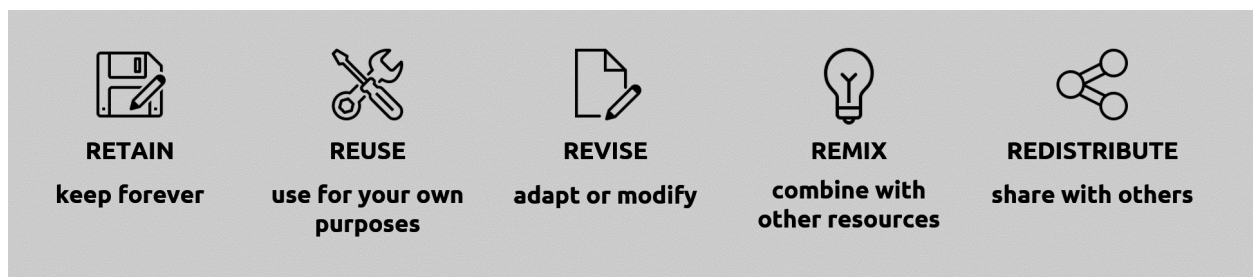 RETAIN
keep forever
REUSE
use for your own
purposes
REVISE
adapt or modify
REMIX
combine with
other resources
REDISTRIBUTE
share with others